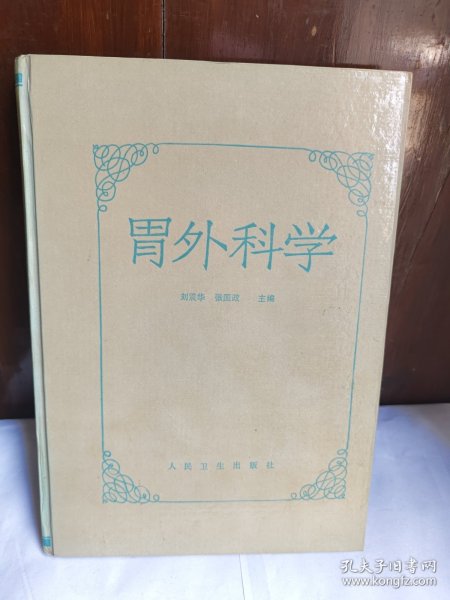 胃外科学
刘震华 张国政 主编
人民卫生出版社
孔夫子旧书网
www.kongfz.com